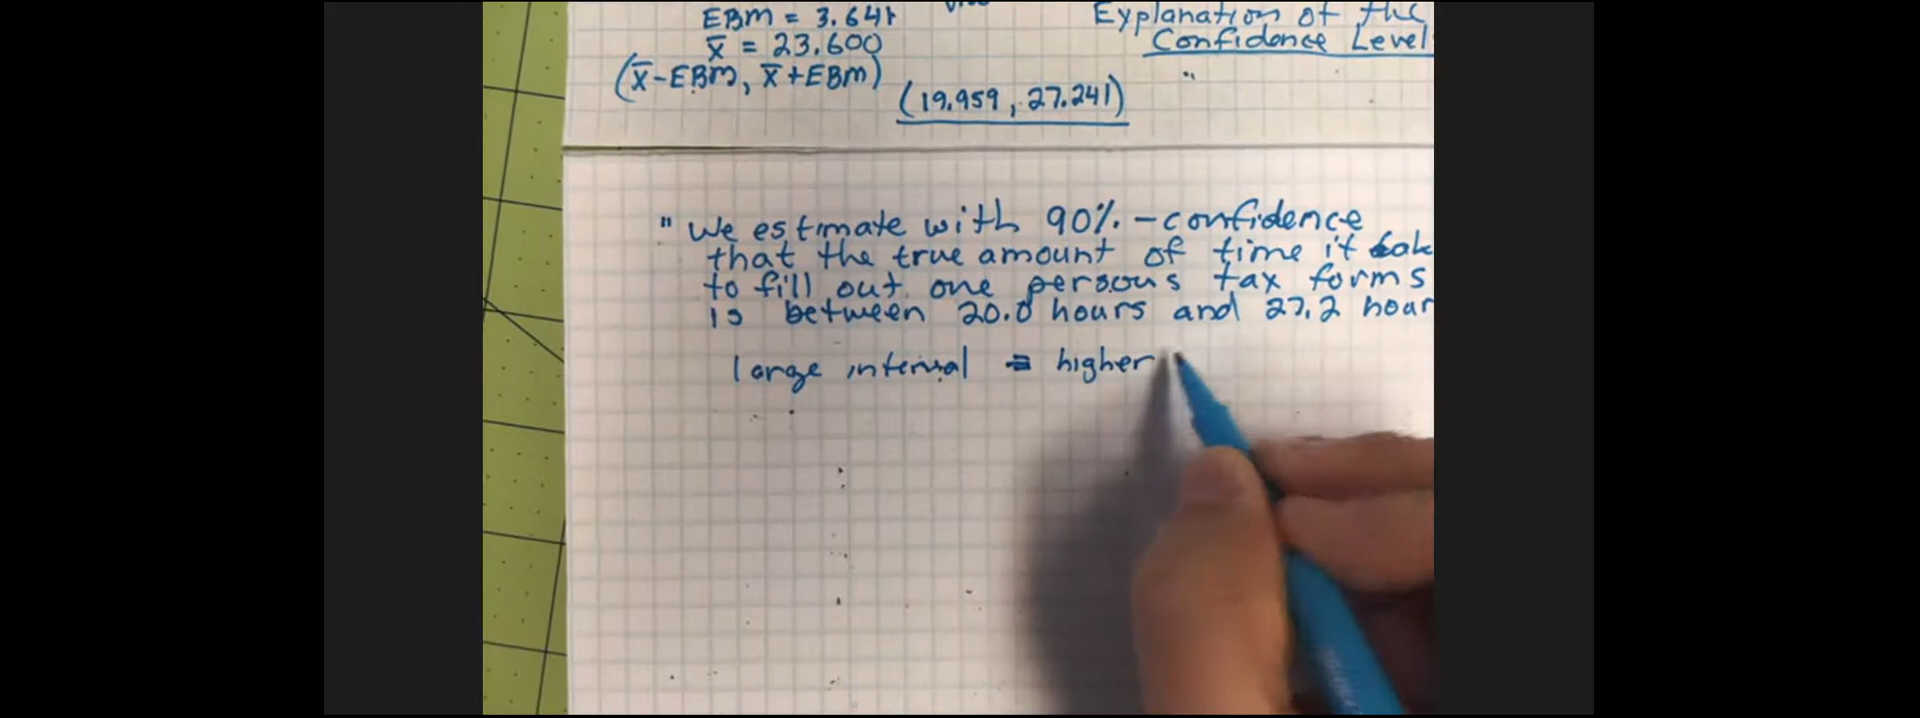 EBM = 3.641
x̄ = 23.600
(x̄-EBM, x̄+EBM)
(19.959, 27.241)
Explanation of the
Confidence Level
"
" We estimate with 90% - confidence
that the true amount of time it tak
to fill out one persons tax forms
is between 20.0 hours and 27.2 hour
large interval = higher